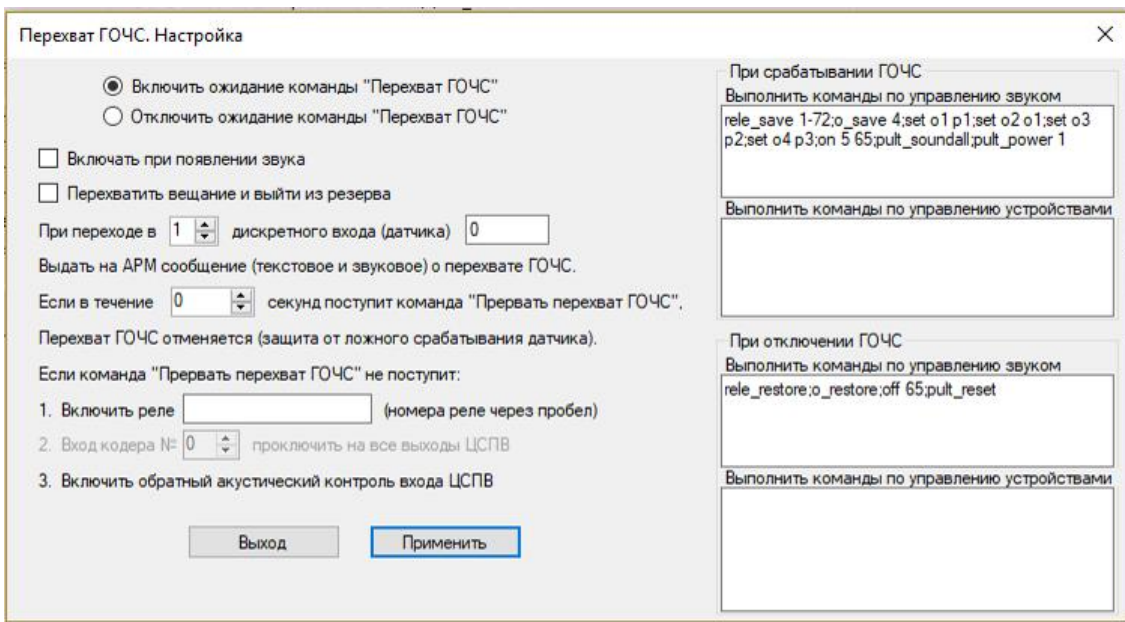 Перехват ГОЧС. Настройка
Включить ожидание команды "Перехват ГОЧС"
Отключить ожидание команды "Перехват ГОЧС"
Включать при появлении звука
Перехватить вещание и выйти из резерва
При переходе в 1 дискретного входа (датчика) 0
Выдать на АРМ сообщение (текстовое и звуковое) о перехвате ГОЧС.
Если в течение 0 секунд поступит команда "Прервать перехват ГОЧС",
Перехват ГОЧС отменяется (защита от ложного срабатывания датчика).
Если команда "Прервать перехват ГОЧС" не поступит:
1. Включить реле (номера реле через пробел)
2. Вход кодера № 0 проключить на все выходы ЦСПВ
3. Включить обратный акустический контроль входа ЦСПВ
Выход Применить
При срабатывании ГОЧС
Выполнить команды по управлению звуком
rele_save 1-72;o_save 4;set o1 p1;set o2 o1;set o3
p2;set o4 p3;on 5 65;pult_soundall;pult_power 1
Выполнить команды по управлению устройствами
При отключении ГОЧС
Выполнить команды по управлению звуком
rele_restore;o_restore;off 65;pult_reset
Выполнить команды по управлению устройствами